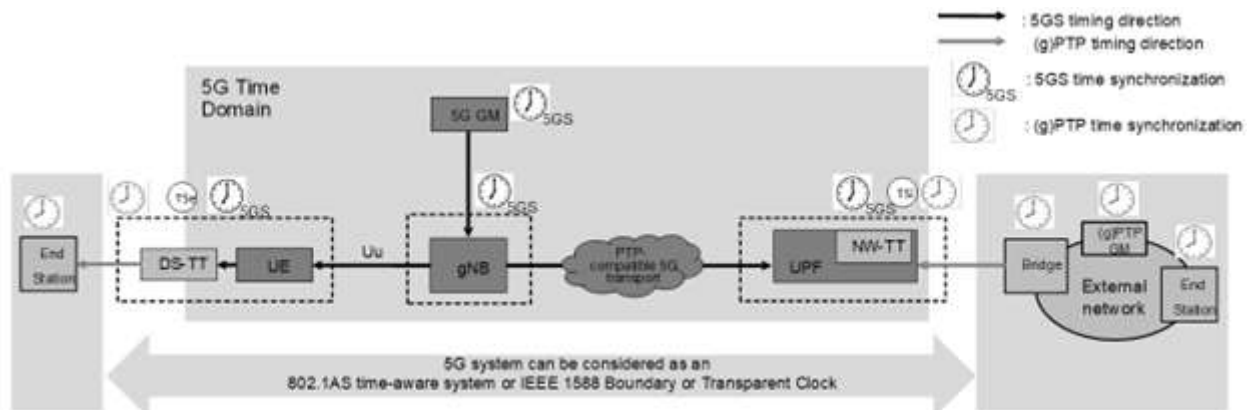 : 5GS timing direction
: (g)PTP timing direction
5GS : 5GS time synchronization
: (g)PTP time synchronization
5G Time
Domain
5G GM
5GS
5GS
TSe
5GS
5GS
TSi
End
Station
DS-TT
UE
Uu
gNB
PTP-
compatible 5G
transport
UPF
NW-TT
Bridge
(g)PTP
GM
External
network
End
Station
5G system can be considered as an
802.1AS time-aware system or IEEE 1588 Boundary or Transparent Clock